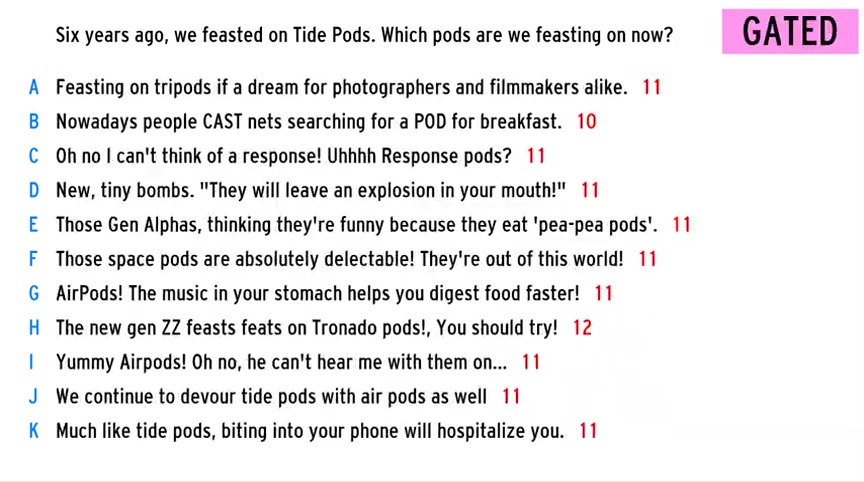 Six years ago, we feasted on Tide Pods. Which pods are we feasting on now?
GATED
A Feasting on tripods if a dream for photographers and filmmakers alike. 11
B Nowadays people CAST nets searching for a POD for breakfast. 10
C Oh no I can't think of a response! Uhhhh Response pods? 11
D New, tiny bombs. "They will leave an explosion in your mouth!" 11
E Those Gen Alphas, thinking they're funny because they eat 'pea-pea pods'. 11
F Those space pods are absolutely delectable! They're out of this world! 11
G AirPods! The music in your stomach helps you digest food faster! 11
H The new gen ZZ feasts feats on Tronado pods!, You should try! 12
I Yummy Airpods! Oh no, he can't hear me with them on... 11
J We continue to devour tide pods with air pods as well 11
K Much like tide pods, biting into your phone will hospitalize you. 11